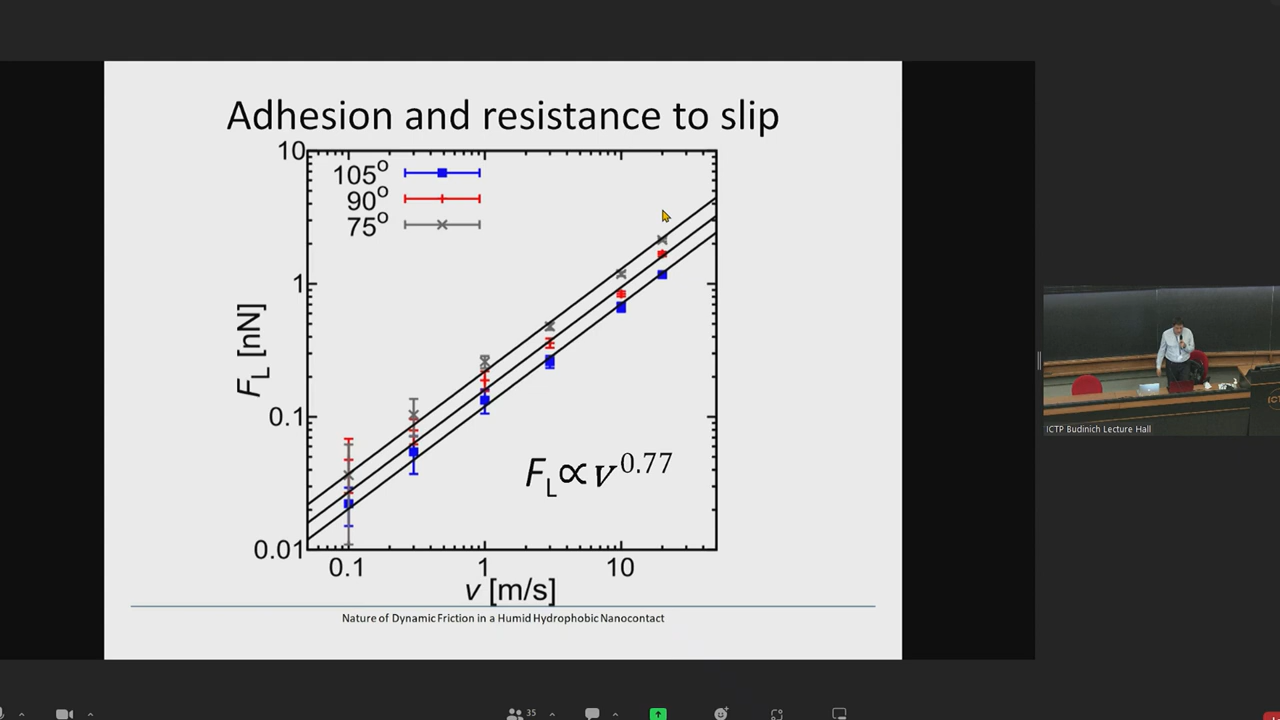 Adhesion and resistance to slip
10
1
0.1
0.01
105°
90°
75°
F_L [nN]
F_L∝v^0.77
0.1
1
10
v [m/s]
Nature of Dynamic Friction in a Humid Hydrophobic Nanocontact
ICTP Budinich Lecture Hall
35